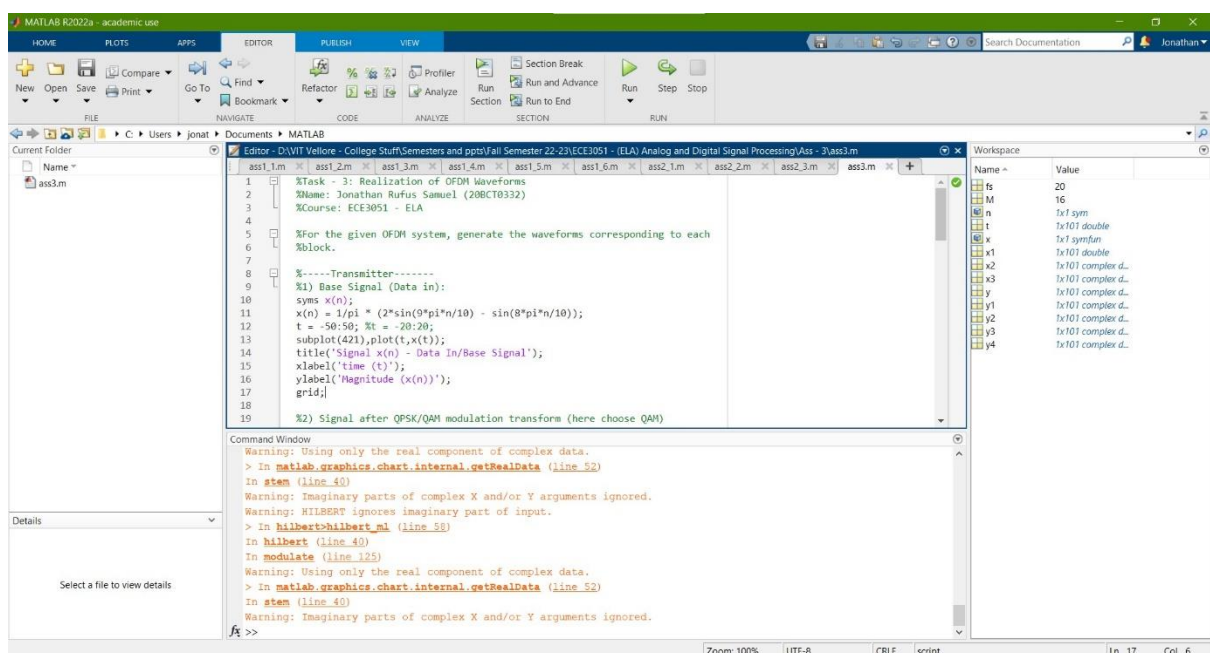 MATLAB R2022a - academic use
HOME PLOTS APPS EDITOR PUBLISH VIEW Search Documentation Jonathan
New Open Save Compare Print Go To Find Bookmark Refactor Profiler Analyze Run Section Section Break Run and Advance Run to End Run Step Stop
FILE NAVIGATE CODE ANALYZE SECTION RUN
C: Users jonat Documents MATLAB
Current Folder
Name
ass3.m
Details
Select a file to view details
Editor - D:\VIT Vellore - College Stuff\Semesters and ppts\Fall Semester 22-23\ECE3051 - (ELA) Analog and Digital Signal Processing\Ass - 3\ass3.m
ass1_1.m ass1_2.m ass1_3.m ass1_4.m ass1_5.m ass1_6.m ass2_1.m ass2_2.m ass2_3.m ass3.m +
1 %Task - 3: Realization of OFDM Waveforms
2 %Name: Jonathan Rufus Samuel (20BCT0332)
3 %Course: ECE3051 - ELA
4
5 %For the given OFDM system, generate the waveforms corresponding to each
6 %block.
7
8 %-----Transmitter-------
9 %1) Base Signal (Data in):
10 syms x(n);
11 x(n) = 1/pi * (2*sin(9*pi*n/10) - sin(8*pi*n/10));
12 t = -50:50; %t = -20:20;
13 subplot(421),plot(t,x(t));
14 title('Signal x(n) - Data In/Base Signal');
15 xlabel('time (t)');
16 ylabel('Magnitude (x(n))');
17 grid;
18
19 %2) Signal after QPSK/QAM modulation transform (here choose QAM)
Command Window
Warning: Using only the real component of complex data.
> In matlab.graphics.chart.internal.getRealData (line 52)
In stem (line 40)
Warning: Imaginary parts of complex X and/or Y arguments ignored.
Warning: HILBERT ignores imaginary part of input.
> In hilbert>hilbert_ml (line 58)
In hilbert (line 40)
In modulate (line 125)
Warning: Using only the real component of complex data.
> In matlab.graphics.chart.internal.getRealData (line 52)
In stem (line 40)
Warning: Imaginary parts of complex X and/or Y arguments ignored.
fx >>
Workspace
Name Value
fs 20
M 16
n 1x1 sym
t 1x101 double
x 1x1 symfun
x1 1x101 double
x2 1x101 complex d...
x3 1x101 complex d...
y 1x101 complex d...
y1 1x101 complex d...
y2 1x101 complex d...
y3 1x101 complex d...
y4 1x101 complex d...
Zoom: 100% UTF-8 CRLF script Ln 17 Col 6